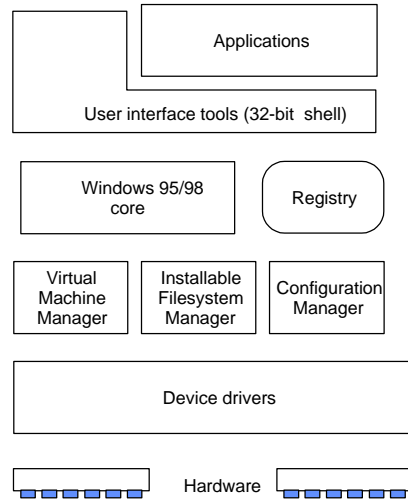 Applications
User interface tools (32-bit shell)
Windows 95/98
core
Registry
Virtual
Machine
Manager
Installable
Filesystem
Manager
Configuration
Manager
Device drivers
Hardware